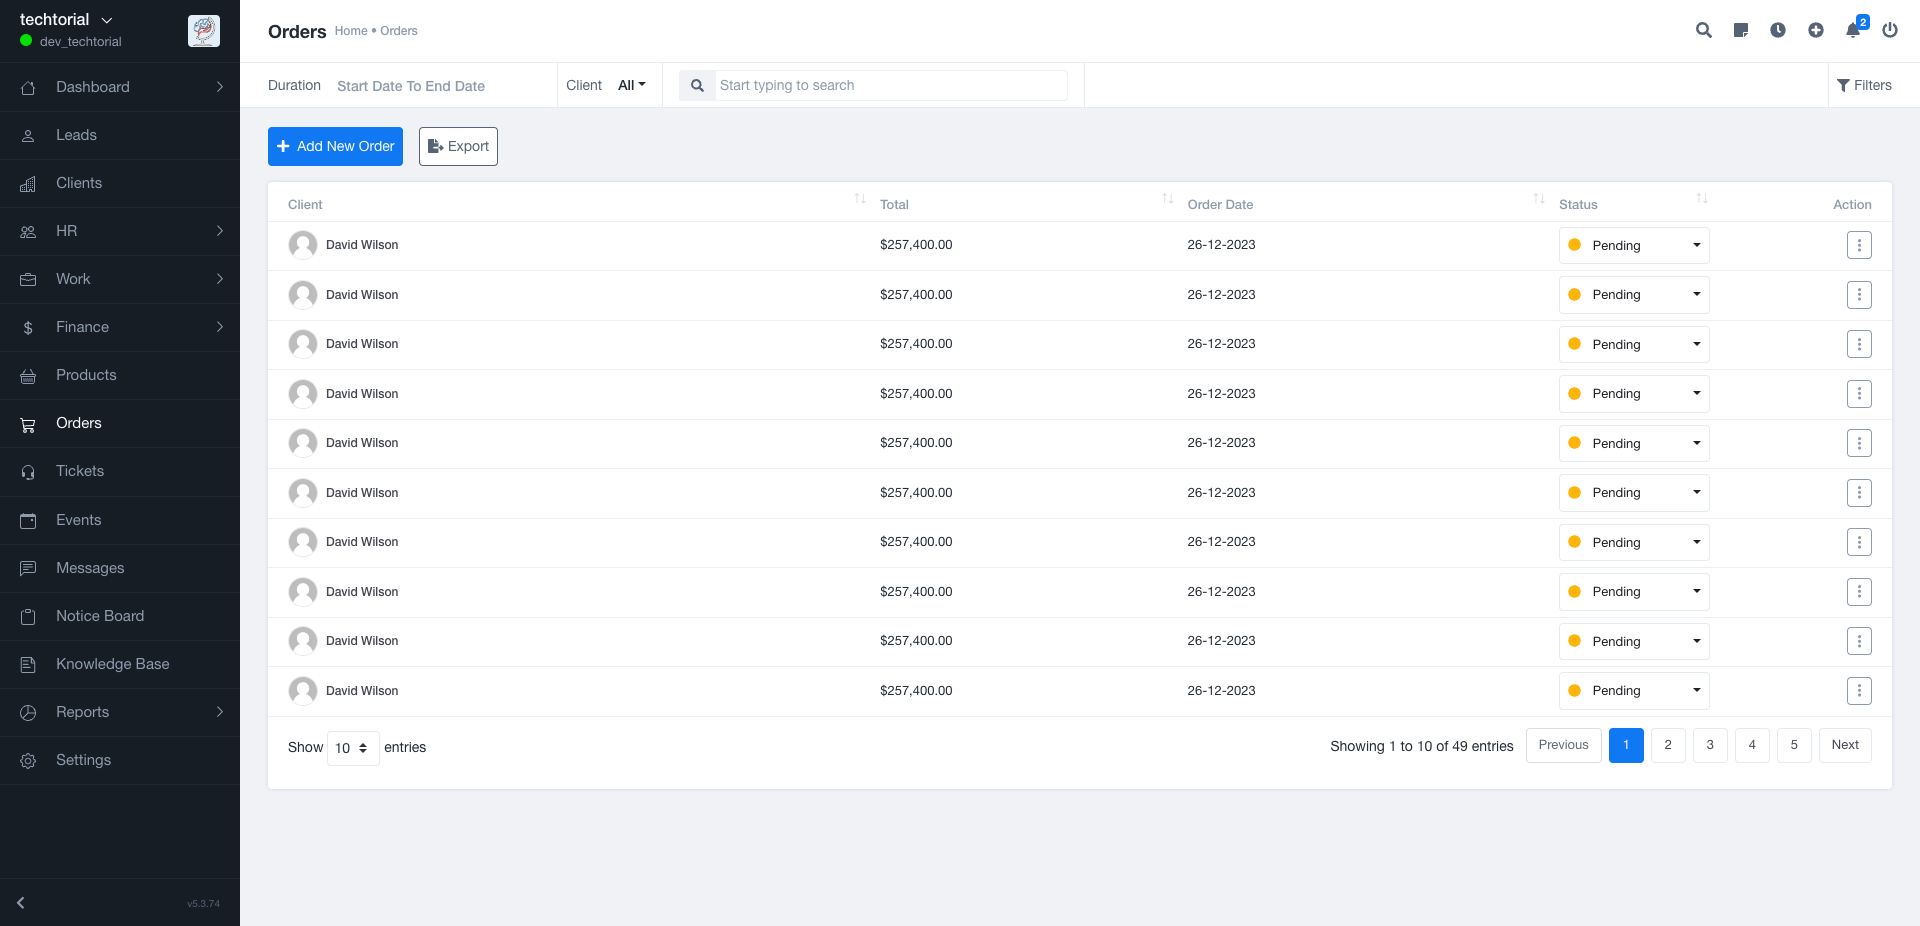 techtorial
dev_techtorial
Dashboard
Leads
Clients
HR
Work
Finance
Products
Orders
Tickets
Events
Messages
Notice Board
Knowledge Base
Reports
Settings
v5.3.74
Orders Home • Orders
2
Duration Start Date To End Date Client All Start typing to search Filters
Add New Order Export
Client Total Order Date Status Action
David Wilson $257,400.00 26-12-2023 Pending
David Wilson $257,400.00 26-12-2023 Pending
David Wilson $257,400.00 26-12-2023 Pending
David Wilson $257,400.00 26-12-2023 Pending
David Wilson $257,400.00 26-12-2023 Pending
David Wilson $257,400.00 26-12-2023 Pending
David Wilson $257,400.00 26-12-2023 Pending
David Wilson $257,400.00 26-12-2023 Pending
David Wilson $257,400.00 26-12-2023 Pending
David Wilson $257,400.00 26-12-2023 Pending
Show 10 entries Showing 1 to 10 of 49 entries Previous 1 2 3 4 5 Next